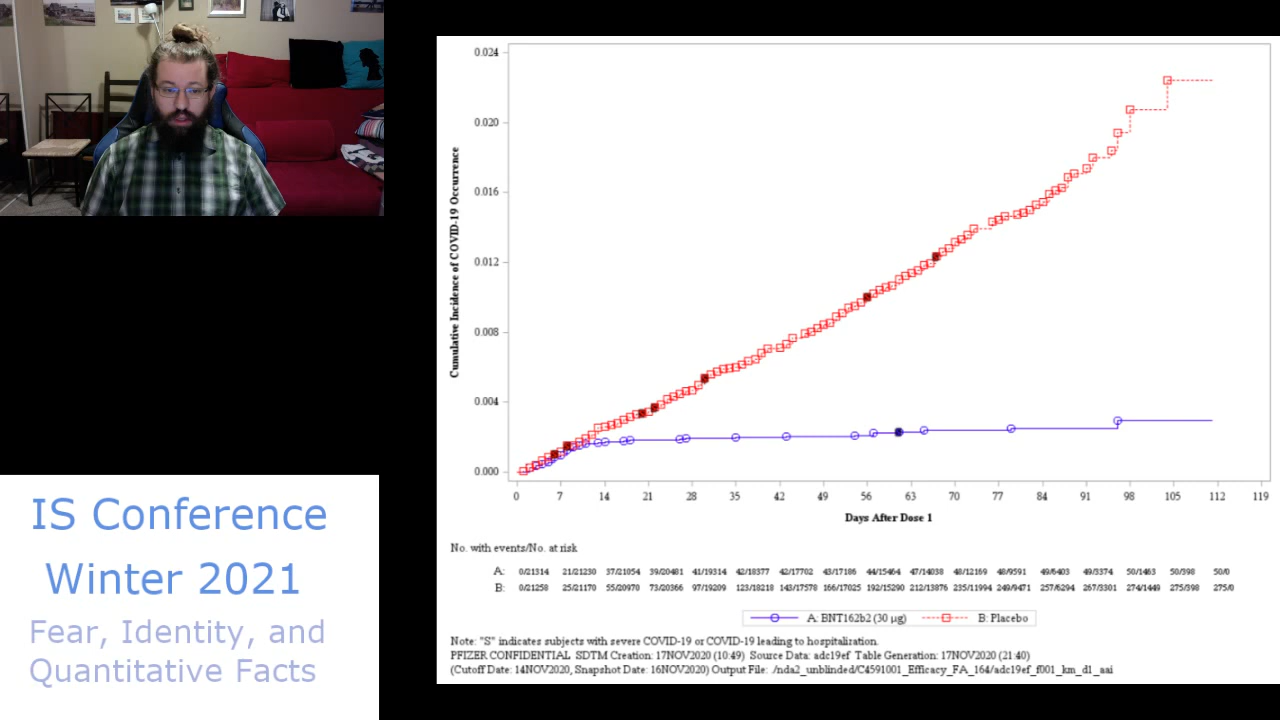 IS Conference
Winter 2021
Fear, Identity, and
Quantitative Facts
Cumulative Incidence of COVID-19 Occurrence
0.024
0.020
0.016
0.012
0.008
0.004
0.000
0 7 14 21 28 35 42 49 56 63 70 77 84 91 98 105 112 119
Days After Dose 1
No. with events/No. at risk
A: 0/21314 21/21230 37/21054 39/20481 41/19314 42/18377 42/17702 43/17186 44/15464 47/14038 48/12169 48/9591 49/6403 49/3374 50/1463 50/398 50/0
B: 0/21258 25/21170 55/20970 73/20366 97/19209 123/18218 143/17578 166/17025 192/15290 212/13876 235/11994 249/9471 257/6294 267/3301 274/1449 275/398 275/0
A: BNT162b2 (30 μg) B: Placebo
Note: "S" indicates subjects with severe COVID-19 or COVID-19 leading to hospitalization.
PFIZER CONFIDENTIAL SDTM Creation: 17NOV2020 (10:49) Source Data: adc19ef Table Generation: 17NOV2020 (21:40)
(Cutoff Date: 14NOV2020, Snapshot Date: 16NOV2020) Output File: ./nda2_unblinded/C4591001_Efficacy_FA_164/adc19ef_f001_km_d1_aai